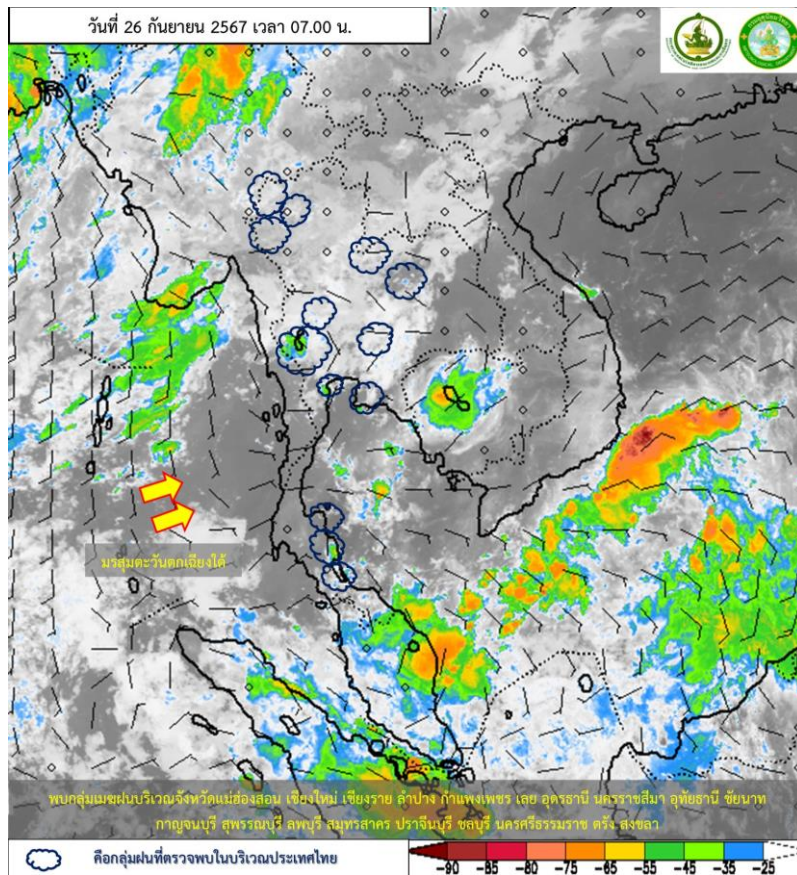 วันที่ 26 กันยายน 2567 เวลา 07.00 น.
มรสุมตะวันตกเฉียงใต้
พบกลุ่มเมฆฝนบริเวณจังหวัดแม่ฮ่องสอน เชียงใหม่ เชียงราย ลำปาง กำแพงเพชร เลย อุดรธานี นครราชสีมา อุทัยธานี ชัยนาท
กาญจนบุรี สุพรรณบุรี ลพบุรี สมุทรสาคร ปราจีนบุรี ชลบุรี นครศรีธรรมราช ตรัง สงขลา
คือกลุ่มฝนที่ตรวจพบในบริเวณประเทศไทย
-90 -85 -80 -75 -65 -55 -45 -35 -25